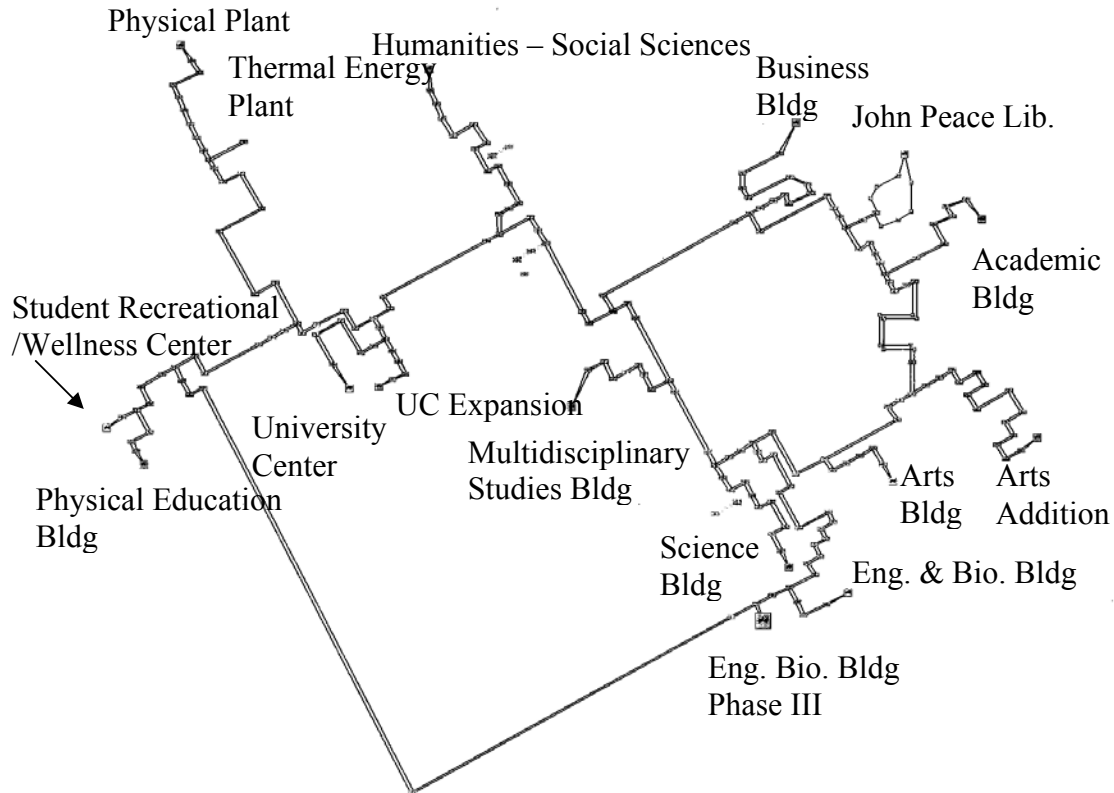 Physical Plant
Thermal Energy
Plant
Humanities – Social Sciences
Business
Bldg
John Peace Lib.
Academic
Bldg
Student Recreational
/Wellness Center
University
Center
UC Expansion
Multidisciplinary
Studies Bldg
Arts
Bldg
Arts
Addition
Physical Education
Bldg
Science
Bldg
Eng. & Bio. Bldg
Eng. Bio. Bldg
Phase III